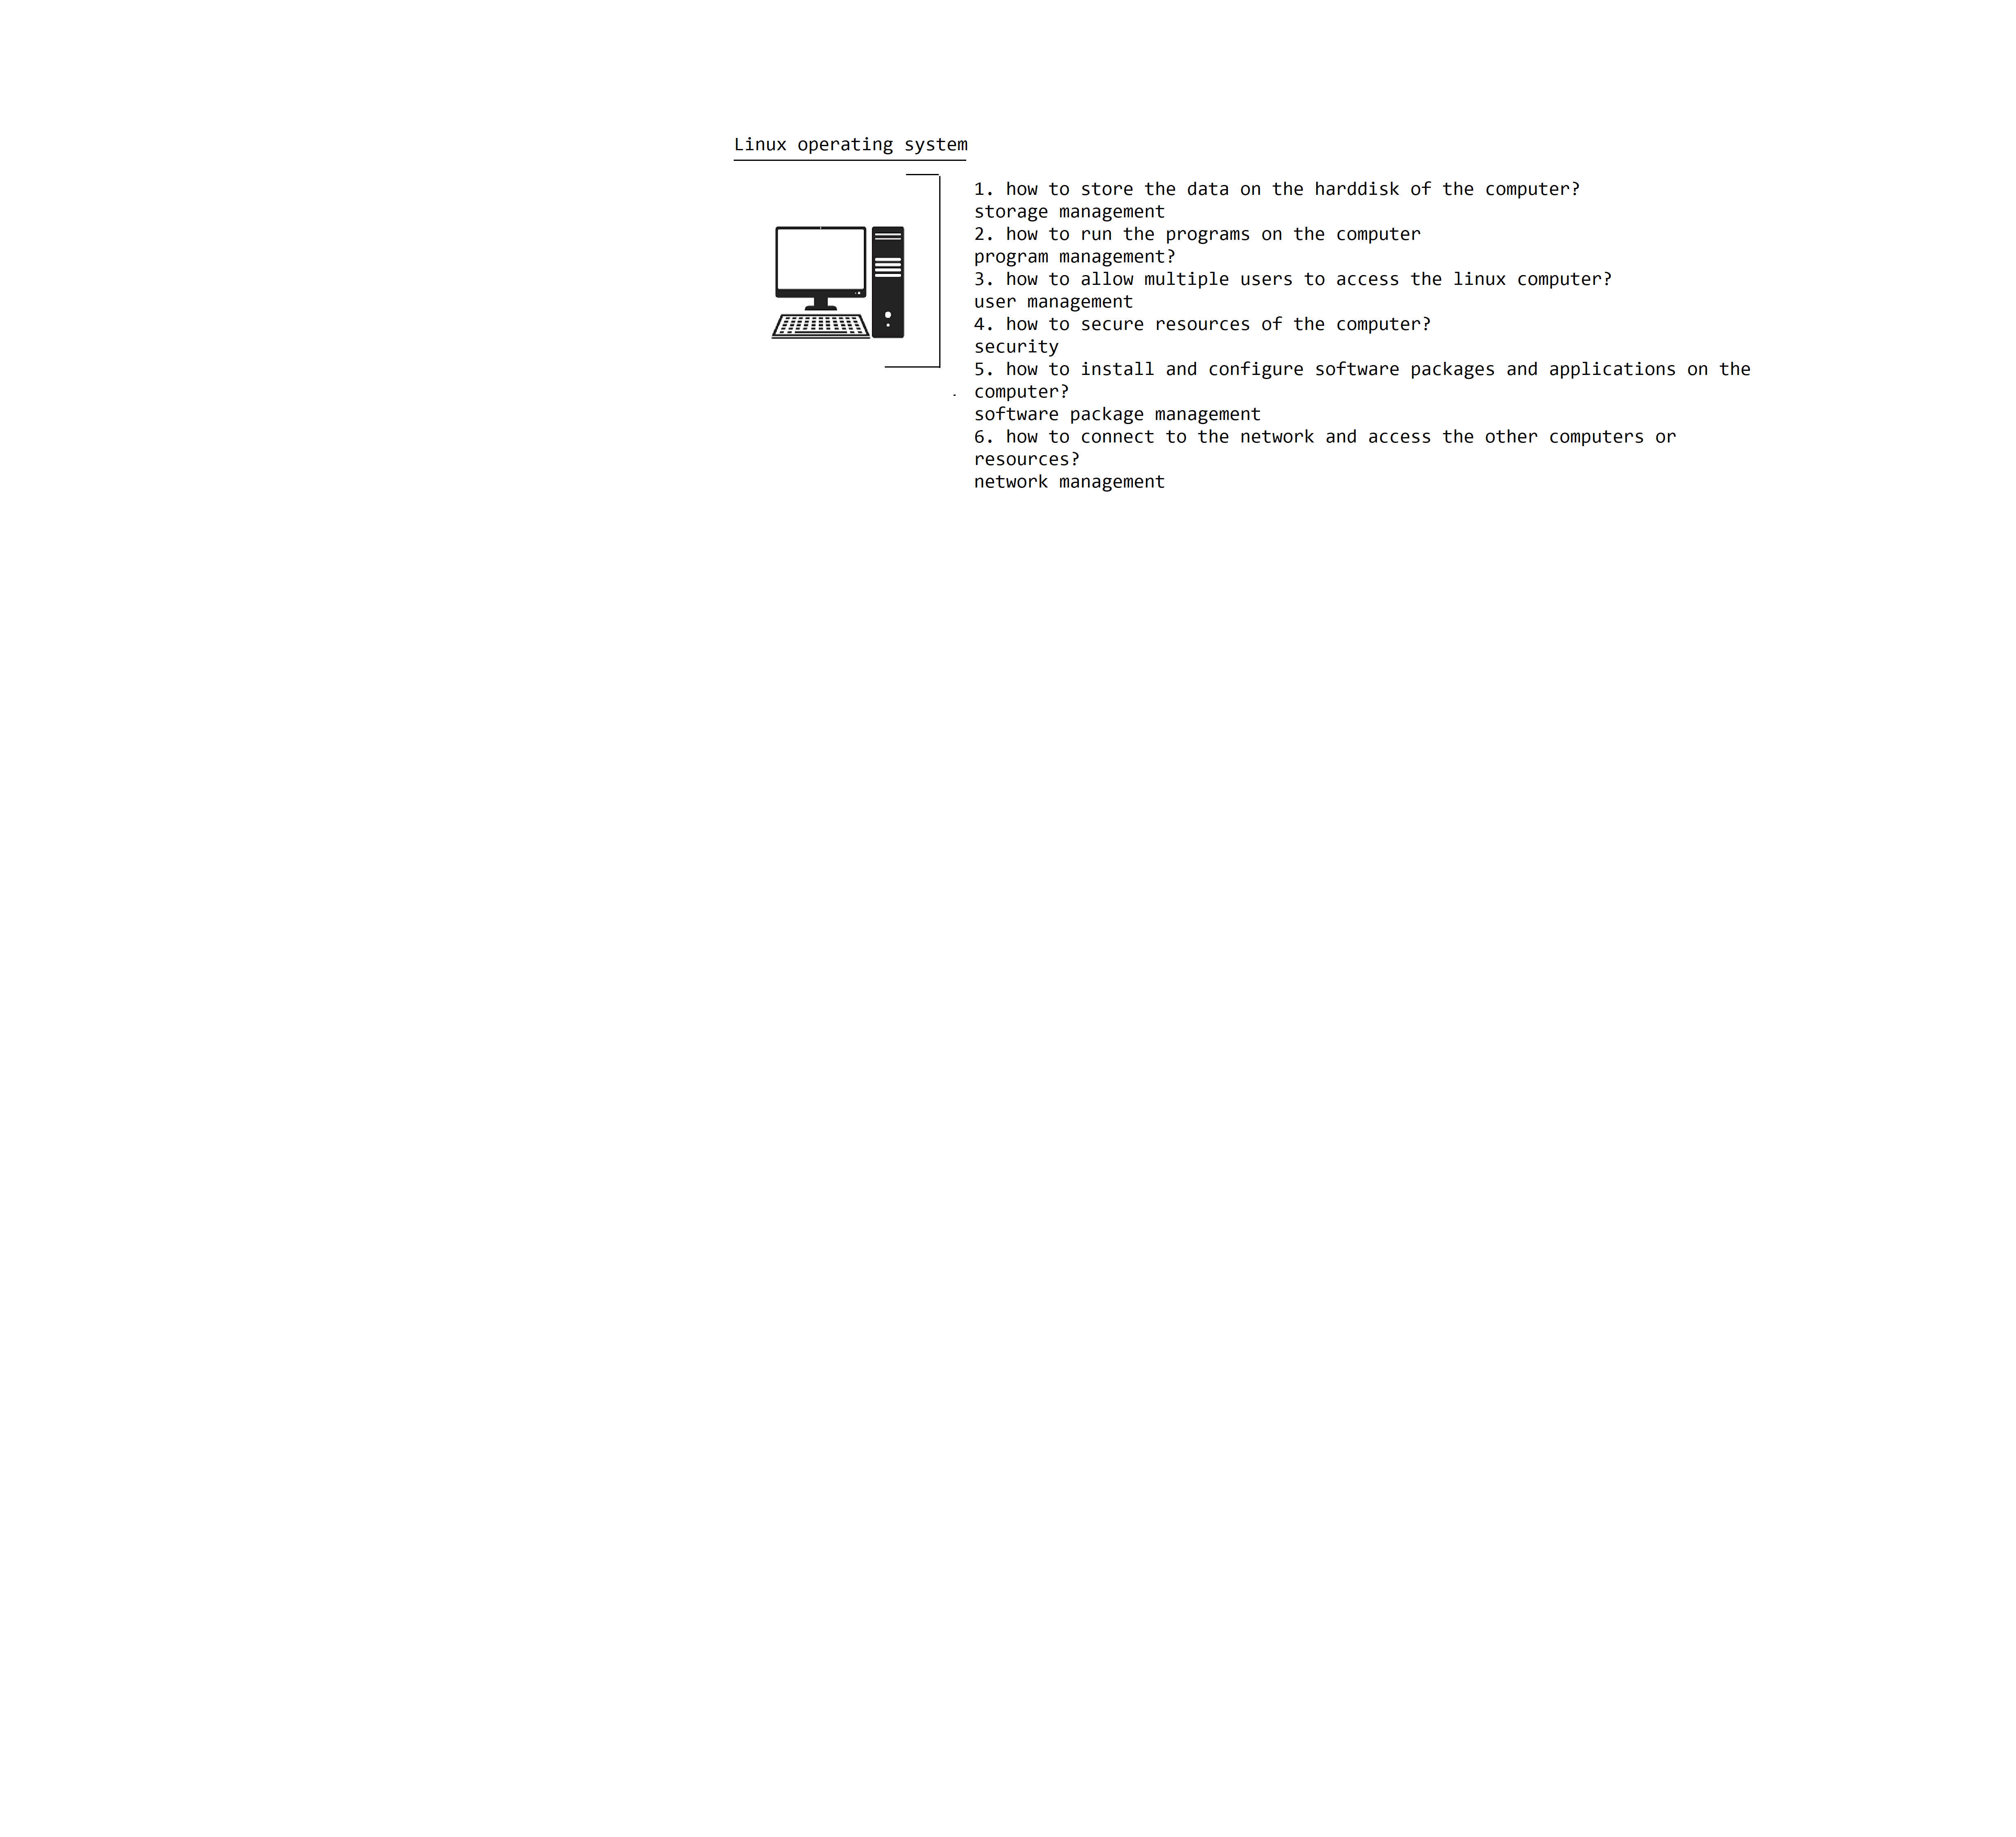 Linux operating system
1. how to store the data on the harddisk of the computer?
storage management
2. how to run the programs on the computer
program management?
3. how to allow multiple users to access the linux computer?
user management
4. how to secure resources of the computer?
security
5. how to install and configure software packages and applications on the
computer?
software package management
6. how to connect to the network and access the other computers or
resources?
network management